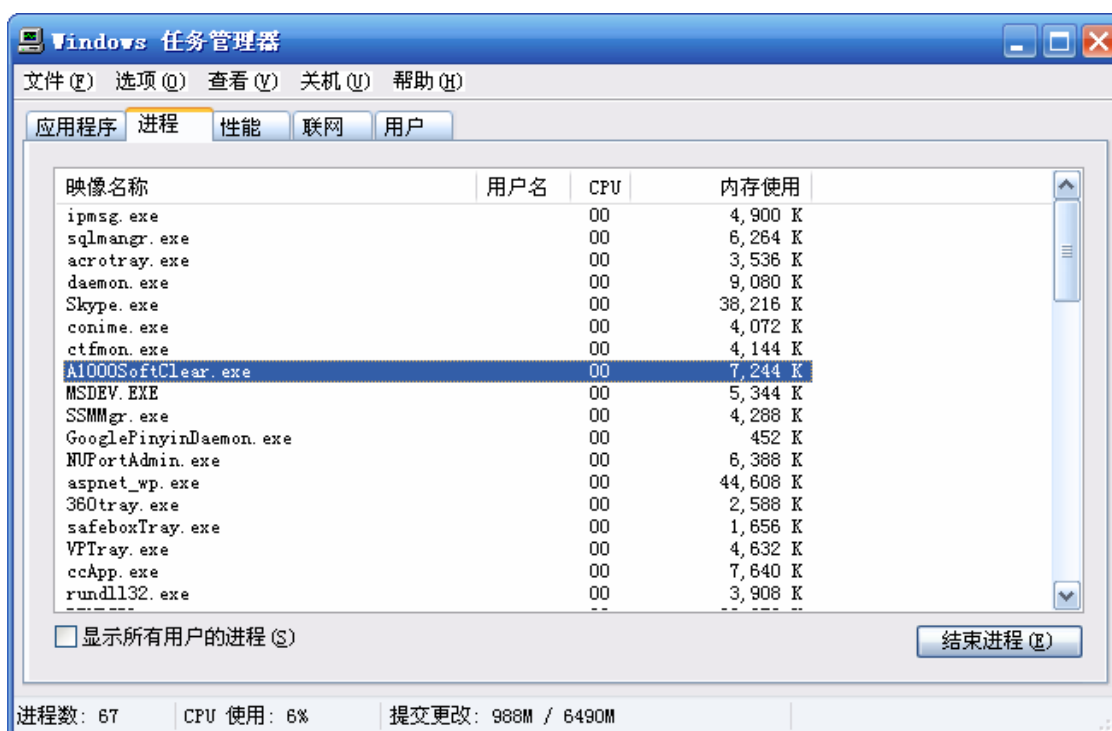 Windows 任务管理器
文件(F) 选项(O) 查看(V) 关机(U) 帮助(H)
应用程序 进程 性能 联网 用户
映像名称 用户名 CPU 内存使用
ipmsg.exe 00 4,900 K
sqlmangr.exe 00 6,264 K
acrotray.exe 00 3,536 K
daemon.exe 00 9,080 K
Skype.exe 00 38,216 K
conime.exe 00 4,072 K
ctfmon.exe 00 4,144 K
A1000SoftClear.exe 00 7,244 K
MSDEV.EXE 00 5,344 K
SSMMgr.exe 00 4,288 K
GooglePinyinDaemon.exe 00 452 K
NUPortAdmin.exe 00 6,388 K
aspnet_wp.exe 00 44,608 K
360tray.exe 00 2,588 K
safeboxTray.exe 00 1,656 K
VPTray.exe 00 4,632 K
ccApp.exe 00 7,640 K
rundll32.exe 00 3,908 K
显示所有用户的进程(S)
结束进程(E)
进程数: 67 CPU 使用: 6% 提交更改: 988M / 6490M